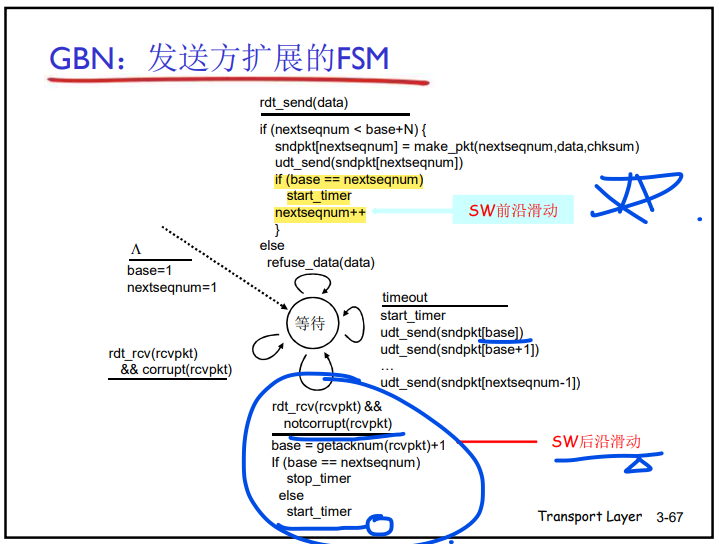 GBN：发送方扩展的FSM
rdt_send(data)
if (nextseqnum < base+N) {
sndpkt[nextseqnum] = make_pkt(nextseqnum,data,chksum)
udt_send(sndpkt[nextseqnum])
if (base == nextseqnum)
start_timer
nextseqnum++
SW前沿滑动
}
else
refuse_data(data)
Λ
base=1
nextseqnum=1
等待
timeout
start_timer
udt_send(sndpkt[base])
udt_send(sndpkt[base+1])
…
udt_send(sndpkt[nextseqnum-1])
rdt_rcv(rcvpkt)
&& corrupt(rcvpkt)
rdt_rcv(rcvpkt) &&
notcorrupt(rcvpkt)
base = getacknum(rcvpkt)+1
If (base == nextseqnum)
stop_timer
else
start_timer
SW后沿滑动
Transport Layer 3-67